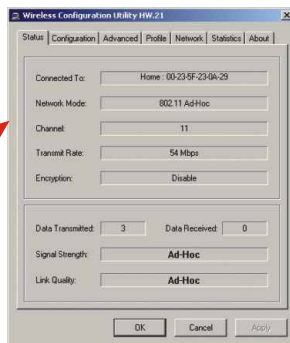 Wireless Configuration Utility HW.21
Status Configuration Advanced Profile Network Statistics About
Connected To: Home : 00-23-5F-23-0A-29
Network Mode: 802.11 Ad-Hoc
Channel: 11
Transmit Rate: 54 Mbps
Encryption: Disable
Data Transmitted: 3 Data Received: 0
Signal Strength: Ad-Hoc
Link Quality: Ad-Hoc
OK Cancel Apply